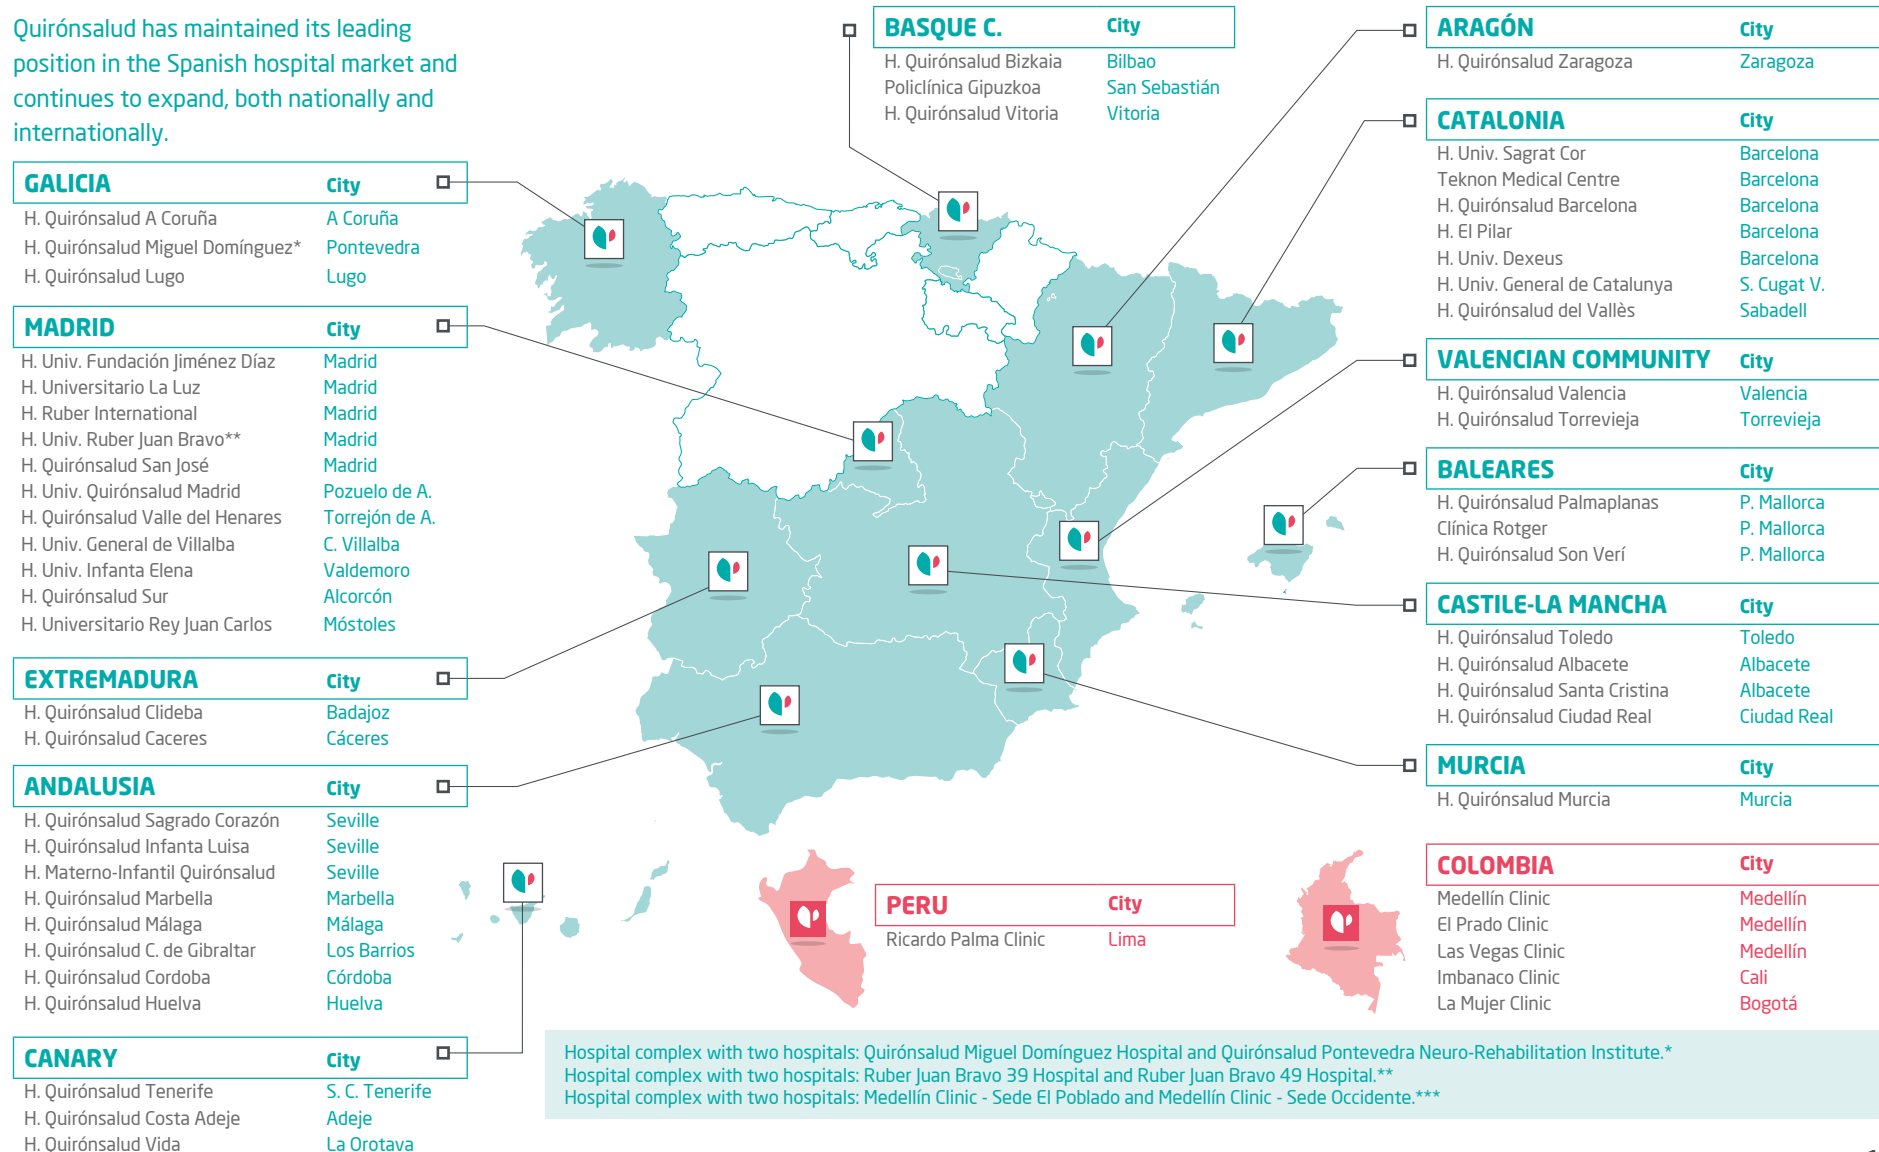 Quirónsalud has maintained its leading
position in the Spanish hospital market and
continues to expand, both nationally and
internationally.
GALICIA City
H. Quirónsalud A Coruña A Coruña
H. Quirónsalud Miguel Domínguez* Pontevedra
H. Quirónsalud Lugo Lugo
MADRID City
H. Univ. Fundación Jiménez Díaz Madrid
H. Universitario La Luz Madrid
H. Ruber International Madrid
H. Univ. Ruber Juan Bravo** Madrid
H. Quirónsalud San José Madrid
H. Univ. Quirónsalud Madrid Pozuelo de A.
H. Quirónsalud Valle del Henares Torrejón de A.
H. Univ. General de Villalba C. Villalba
H. Univ. Infanta Elena Valdemoro
H. Quirónsalud Sur Alcorcón
H. Universitario Rey Juan Carlos Móstoles
EXTREMADURA City
H. Quirónsalud Clideba Badajoz
H. Quirónsalud Caceres Cáceres
ANDALUSIA City
H. Quirónsalud Sagrado Corazón Seville
H. Quirónsalud Infanta Luisa Seville
H. Materno-Infantil Quirónsalud Seville
H. Quirónsalud Marbella Marbella
H. Quirónsalud Málaga Málaga
H. Quirónsalud C. de Gibraltar Los Barrios
H. Quirónsalud Cordoba Córdoba
H. Quirónsalud Huelva Huelva
CANARY City
H. Quirónsalud Tenerife S. C. Tenerife
H. Quirónsalud Costa Adeje Adeje
H. Quirónsalud Vida La Orotava
BASQUE C. City
H. Quirónsalud Bizkaia Bilbao
Policlínica Gipuzkoa San Sebastián
H. Quirónsalud Vitoria Vitoria
ARAGÓN City
H. Quirónsalud Zaragoza Zaragoza
CATALONIA City
H. Univ. Sagrat Cor Barcelona
Teknon Medical Centre Barcelona
H. Quirónsalud Barcelona Barcelona
H. El Pilar Barcelona
H. Univ. Dexeus Barcelona
H. Univ. General de Catalunya S. Cugat V.
H. Quirónsalud del Vallès Sabadell
VALENCIAN COMMUNITY City
H. Quirónsalud Valencia Valencia
H. Quirónsalud Torrevieja Torrevieja
BALEARES City
H. Quirónsalud Palmaplanas P. Mallorca
Clínica Rotger P. Mallorca
H. Quirónsalud Son Verí P. Mallorca
CASTILE-LA MANCHA City
H. Quirónsalud Toledo Toledo
H. Quirónsalud Albacete Albacete
H. Quirónsalud Santa Cristina Albacete
H. Quirónsalud Ciudad Real Ciudad Real
MURCIA City
H. Quirónsalud Murcia Murcia
PERU City
Ricardo Palma Clinic Lima
COLOMBIA City
Medellín Clinic Medellín
El Prado Clinic Medellín
Las Vegas Clinic Medellín
Imbanaco Clinic Cali
La Mujer Clinic Bogotá
Hospital complex with two hospitals: Quirónsalud Miguel Domínguez Hospital and Quirónsalud Pontevedra Neuro-Rehabilitation Institute.*
Hospital complex with two hospitals: Ruber Juan Bravo 39 Hospital and Ruber Juan Bravo 49 Hospital.**
Hospital complex with two hospitals: Medellín Clinic - Sede El Poblado and Medellín Clinic - Sede Occidente.***